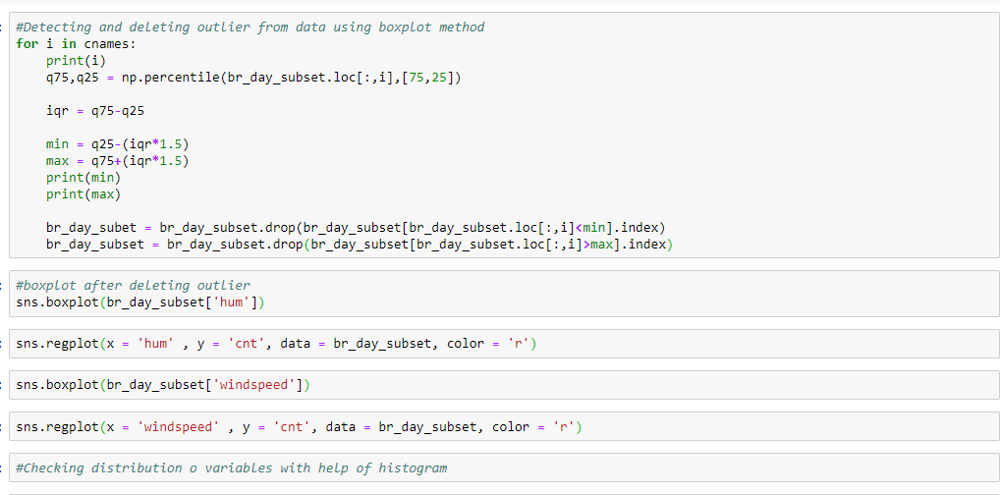 #Detecting and deleting outlier from data using boxplot method
for i in cnames:
    print(i)
    q75,q25 = np.percentile(br_day_subset.loc[:,i],[75,25])
    iqr = q75-q25
    min = q25-(iqr*1.5)
    max = q75+(iqr*1.5)
    print(min)
    print(max)
    br_day_subet = br_day_subset.drop(br_day_subset[br_day_subset.loc[:,i]<min].index)
    br_day_subset = br_day_subset.drop(br_day_subset[br_day_subset.loc[:,i]>max].index)
#boxplot after deleting outlier
sns.boxplot(br_day_subset['hum'])
sns.regplot(x = 'hum' , y = 'cnt', data = br_day_subset, color = 'r')
sns.boxplot(br_day_subset['windspeed'])
sns.regplot(x = 'windspeed' , y = 'cnt', data = br_day_subset, color = 'r')
#Checking distribution o variables with help of histogram